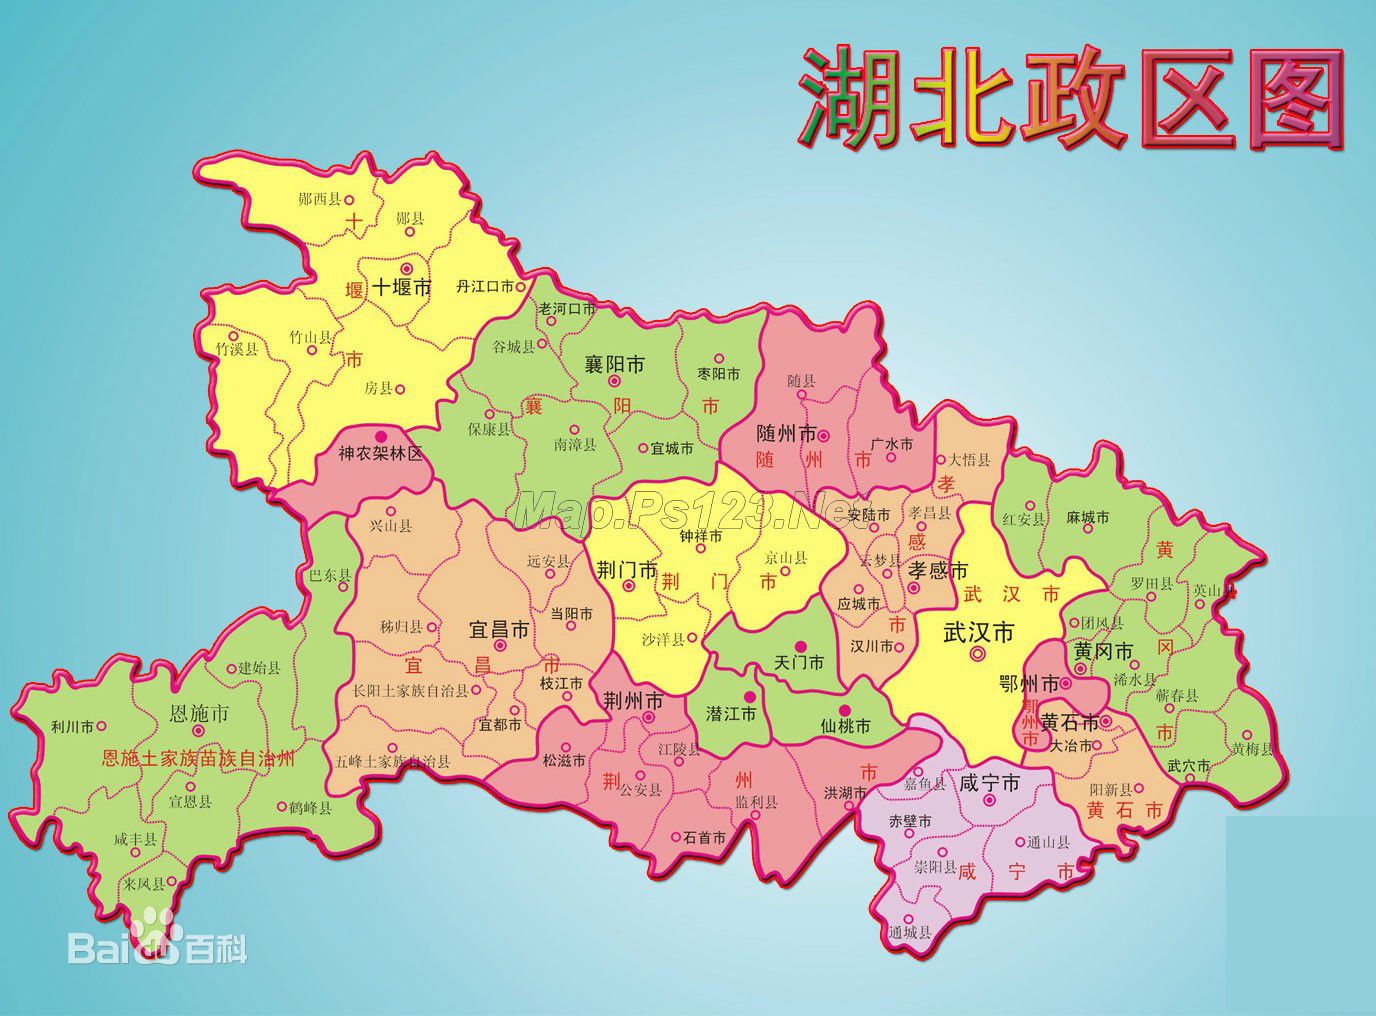 湖北政区图
郧西县
郧县
十堰市
十堰市
丹江口市
竹溪县
竹山县
房县
老河口市
谷城县
襄阳市
枣阳市
襄阳市
保康县
南漳县
宜城市
随县
随州市
广水市
随州市
神农架林区
大悟县
孝感市
安陆市
孝昌县
云梦县
孝感市
应城市
汉川市
红安县
麻城市
黄冈市
罗田县
英山县
团风县
黄冈市
浠水县
蕲春县
黄梅县
武穴市
Map.Ps123.Net
兴山县
远安县
当阳市
秭归县
宜昌市
宜昌市
长阳土家族自治县
枝江市
宜都市
五峰土家族自治县
钟祥市
京山县
荆门市
荆门市
沙洋县
武汉市
武汉市
天门市
潜江市
仙桃市
鄂州市
鄂州市
黄石市
大冶市
阳新县
黄石市
巴东县
建始县
恩施市
利川市
恩施土家族苗族自治州
宣恩县
鹤峰县
咸丰县
来凤县
荆州市
松滋市
江陵县
公安县
荆州市
监利县
洪湖市
石首市
嘉鱼县
咸宁市
赤壁市
通山县
崇阳县
咸宁市
通城县
Bai百科